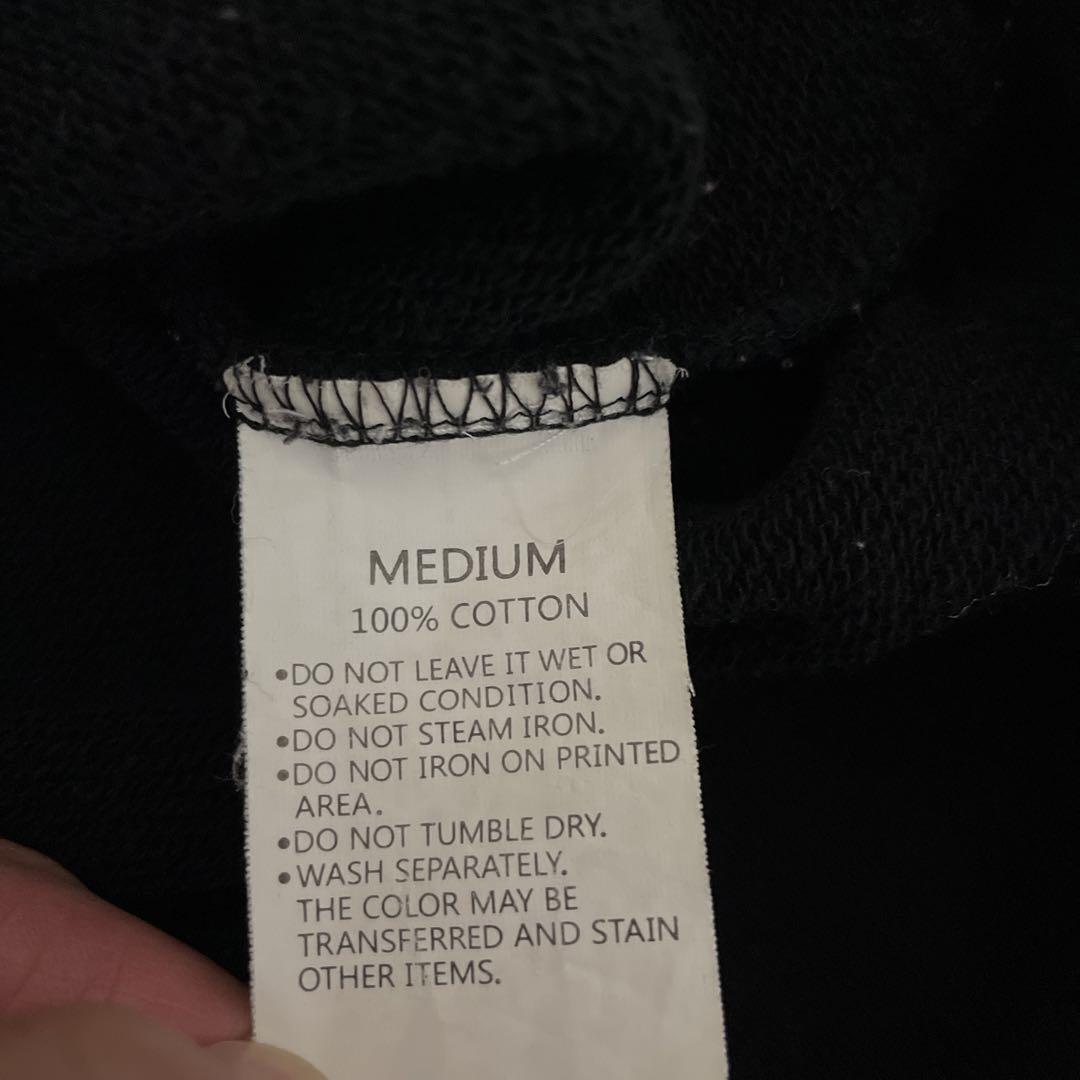 MEDIUM
100% COTTON
•DO NOT LEAVE IT WET OR
SOAKED CONDITION.
•DO NOT STEAM IRON.
•DO NOT IRON ON PRINTED
AREA.
•DO NOT TUMBLE DRY.
•WASH SEPARATELY.
THE COLOR MAY BE
TRANSFERRED AND STAIN
OTHER ITEMS.